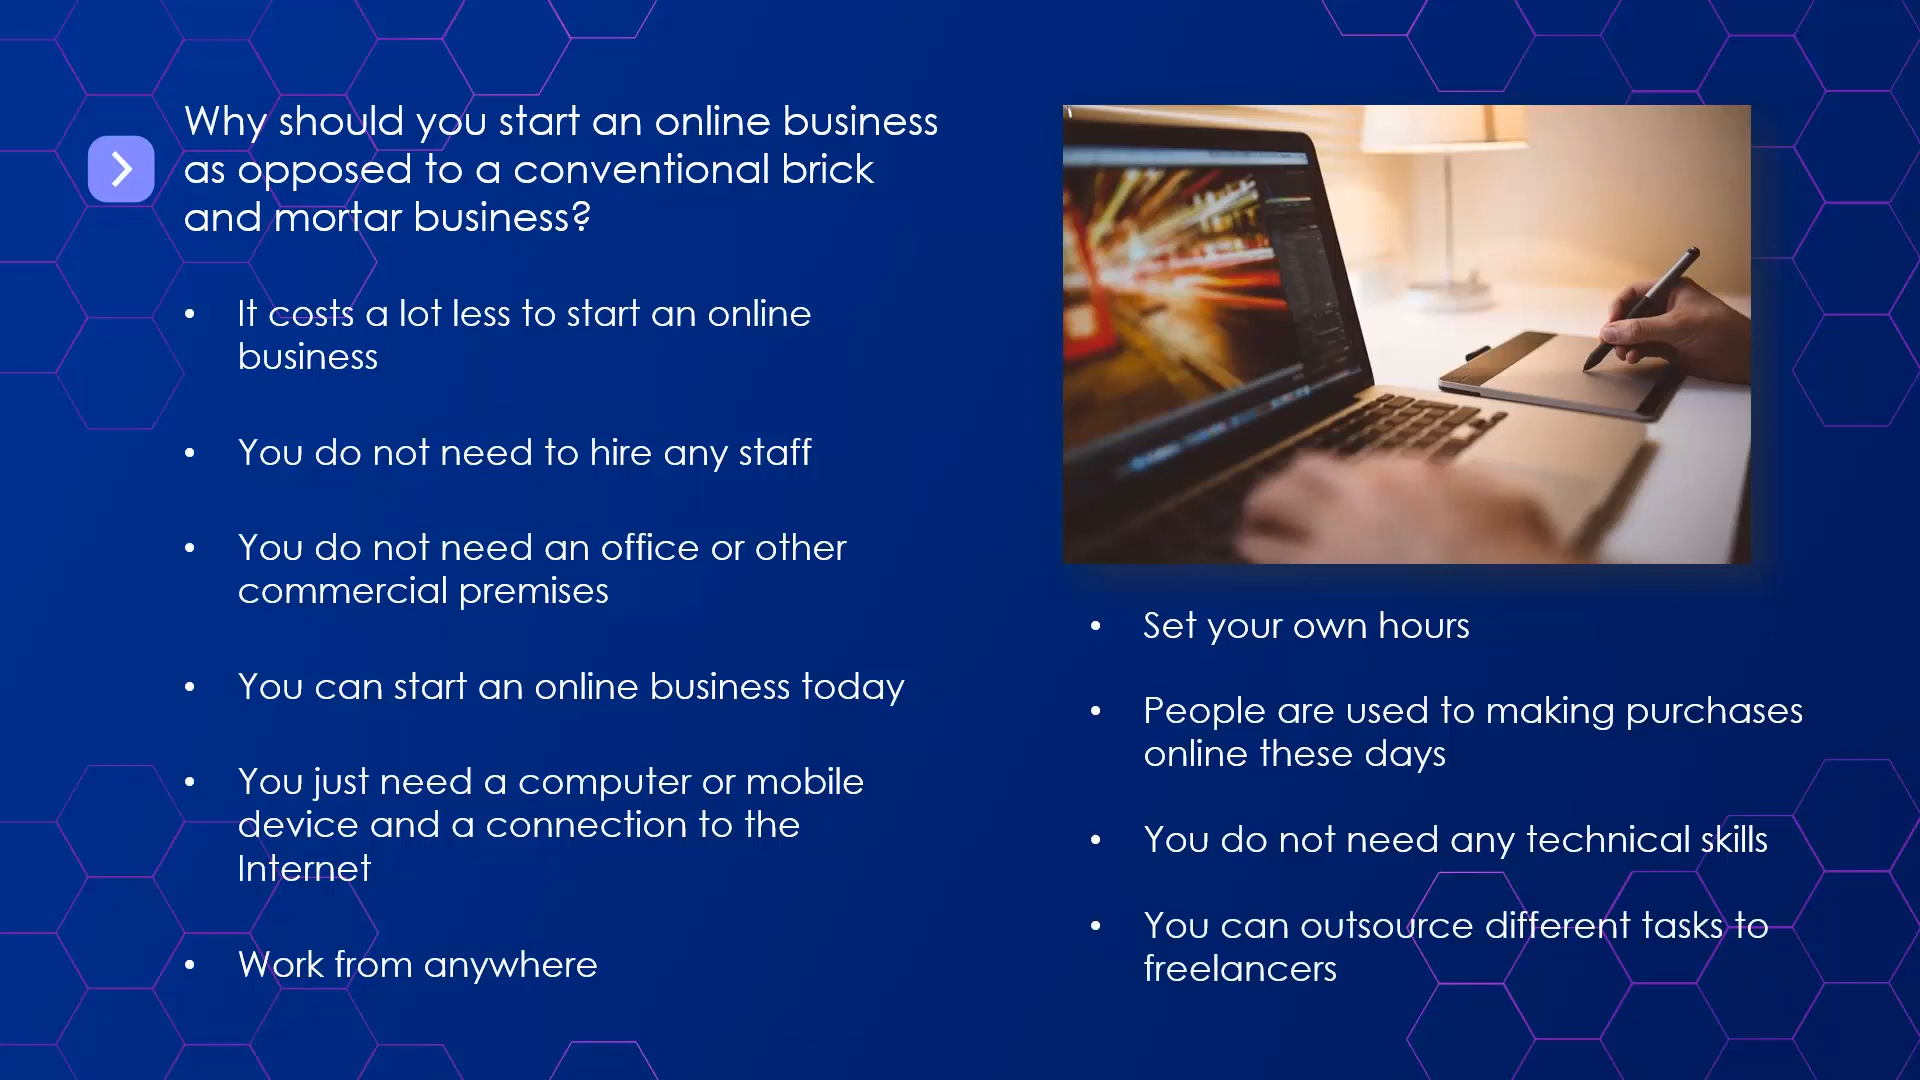 Why should you start an online business
as opposed to a conventional brick
and mortar business?
• It costs a lot less to start an online
business
• You do not need to hire any staff
• You do not need an office or other
commercial premises
• You can start an online business today
• You just need a computer or mobile
device and a connection to the
Internet
• Work from anywhere
• Set your own hours
• People are used to making purchases
online these days
• You do not need any technical skills
• You can outsource different tasks to
freelancers